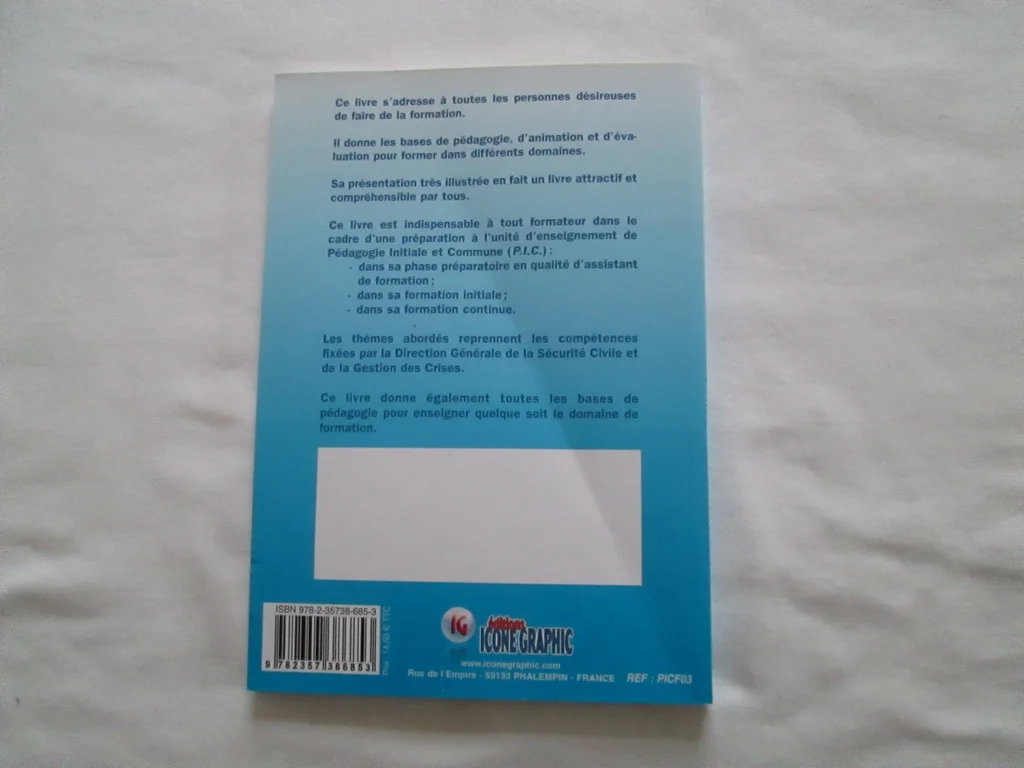 Ce livre s'adresse à toutes les personnes désireuses
de faire de la formation.
Il donne les bases de pédagogie, d'animation et d'éva-
luation pour former dans différents domaines.
Sa présentation très illustrée en fait un livre attractif et
compréhensible par tous.
Ce livre est indispensable à tout formateur dans le
cadre d'une préparation à l'unité d'enseignement de
Pédagogie Initiale et Commune (P.I.C.) :
- dans sa phase préparatoire en qualité d'assistant
de formation ;
- dans sa formation initiale ;
- dans sa formation continue.
Les thèmes abordés reprennent les compétences
fixées par la Direction Générale de la Sécurité Civile et
de la Gestion des Crises.
Ce livre donne également toutes les bases de
pédagogie pour enseigner quelque soit le domaine de
formation.
ISBN 978-2-35738-685-3
9 782357 386853
Prix : 14,50 € TTC
IG
éditions
ICONE GRAPHIC
www.iconegraphic.com
Rue de l'Empire - 59133 PHALEMPIN - FRANCE REF : PICF03